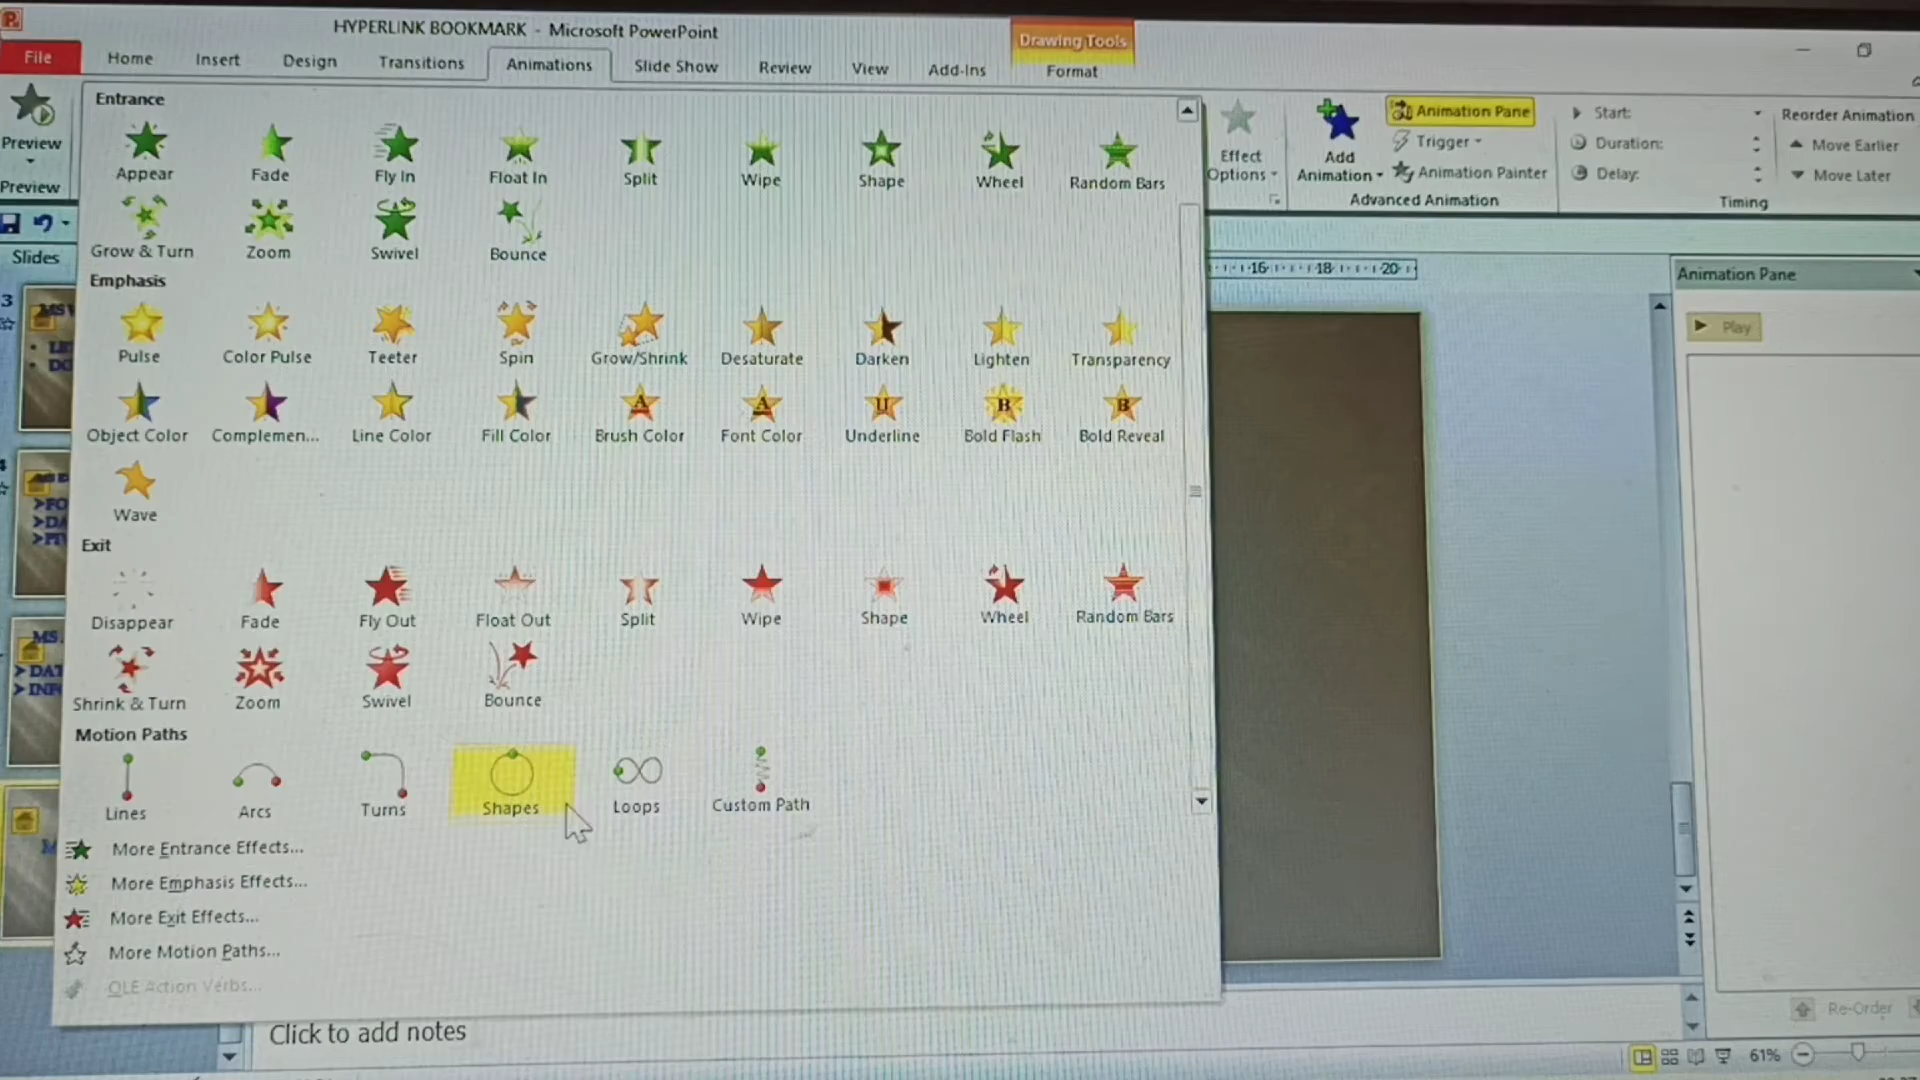 HYPERLINK BOOKMARK - Microsoft PowerPoint
Drawing Tools
File Home Insert Design Transitions Animations Slide Show Review View Add-Ins Format
Preview
Preview
Entrance
Appear Fade Fly In Float In Split Wipe Shape Wheel Random Bars
Grow & Turn Zoom Swivel Bounce
Emphasis
Pulse Color Pulse Teeter Spin Grow/Shrink Desaturate Darken Lighten Transparency
Object Color Complemen... Line Color Fill Color Brush Color Font Color Underline Bold Flash Bold Reveal
Wave
Exit
Disappear Fade Fly Out Float Out Split Wipe Shape Wheel Random Bars
Shrink & Turn Zoom Swivel Bounce
Motion Paths
Lines Arcs Turns Shapes Loops Custom Path
More Entrance Effects...
More Emphasis Effects...
More Exit Effects...
More Motion Paths...
OLE Action Verbs...
Effect Options
Add Animation
Animation Pane
Trigger
Animation Painter
Advanced Animation
Start:
Duration:
Delay:
Timing
Reorder Animation
Move Earlier
Move Later
16 18 20
Animation Pane
Play
Re-Order
Slides
3
Click to add notes
61%